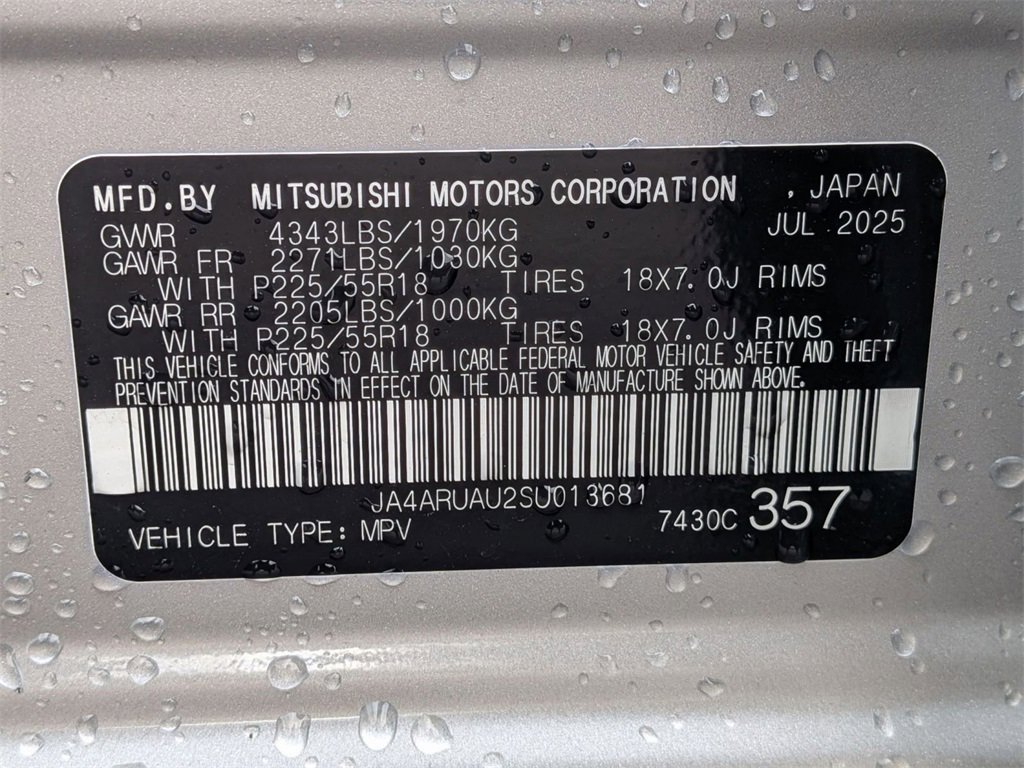 MFD.BY MITSUBISHI MOTORS CORPORATION , JAPAN
GVWR 4343LBS/1970KG JUL 2025
GAWR FR 2271LBS/1030KG
WITH P225/55R18 TIRES 18X7.0J RIMS
GAWR RR 2205LBS/1000KG
WITH P225/55R18 TIRES 18X7.0J RIMS
THIS VEHICLE CONFORMS TO ALL APPLICABLE FEDERAL MOTOR VEHICLE SAFETY AND THEFT
PREVENTION STANDARDS IN EFFECT ON THE DATE OF MANUFACTURE SHOWN ABOVE.
JA4ARUAU2SU013681
VEHICLE TYPE: MPV 7430C 357